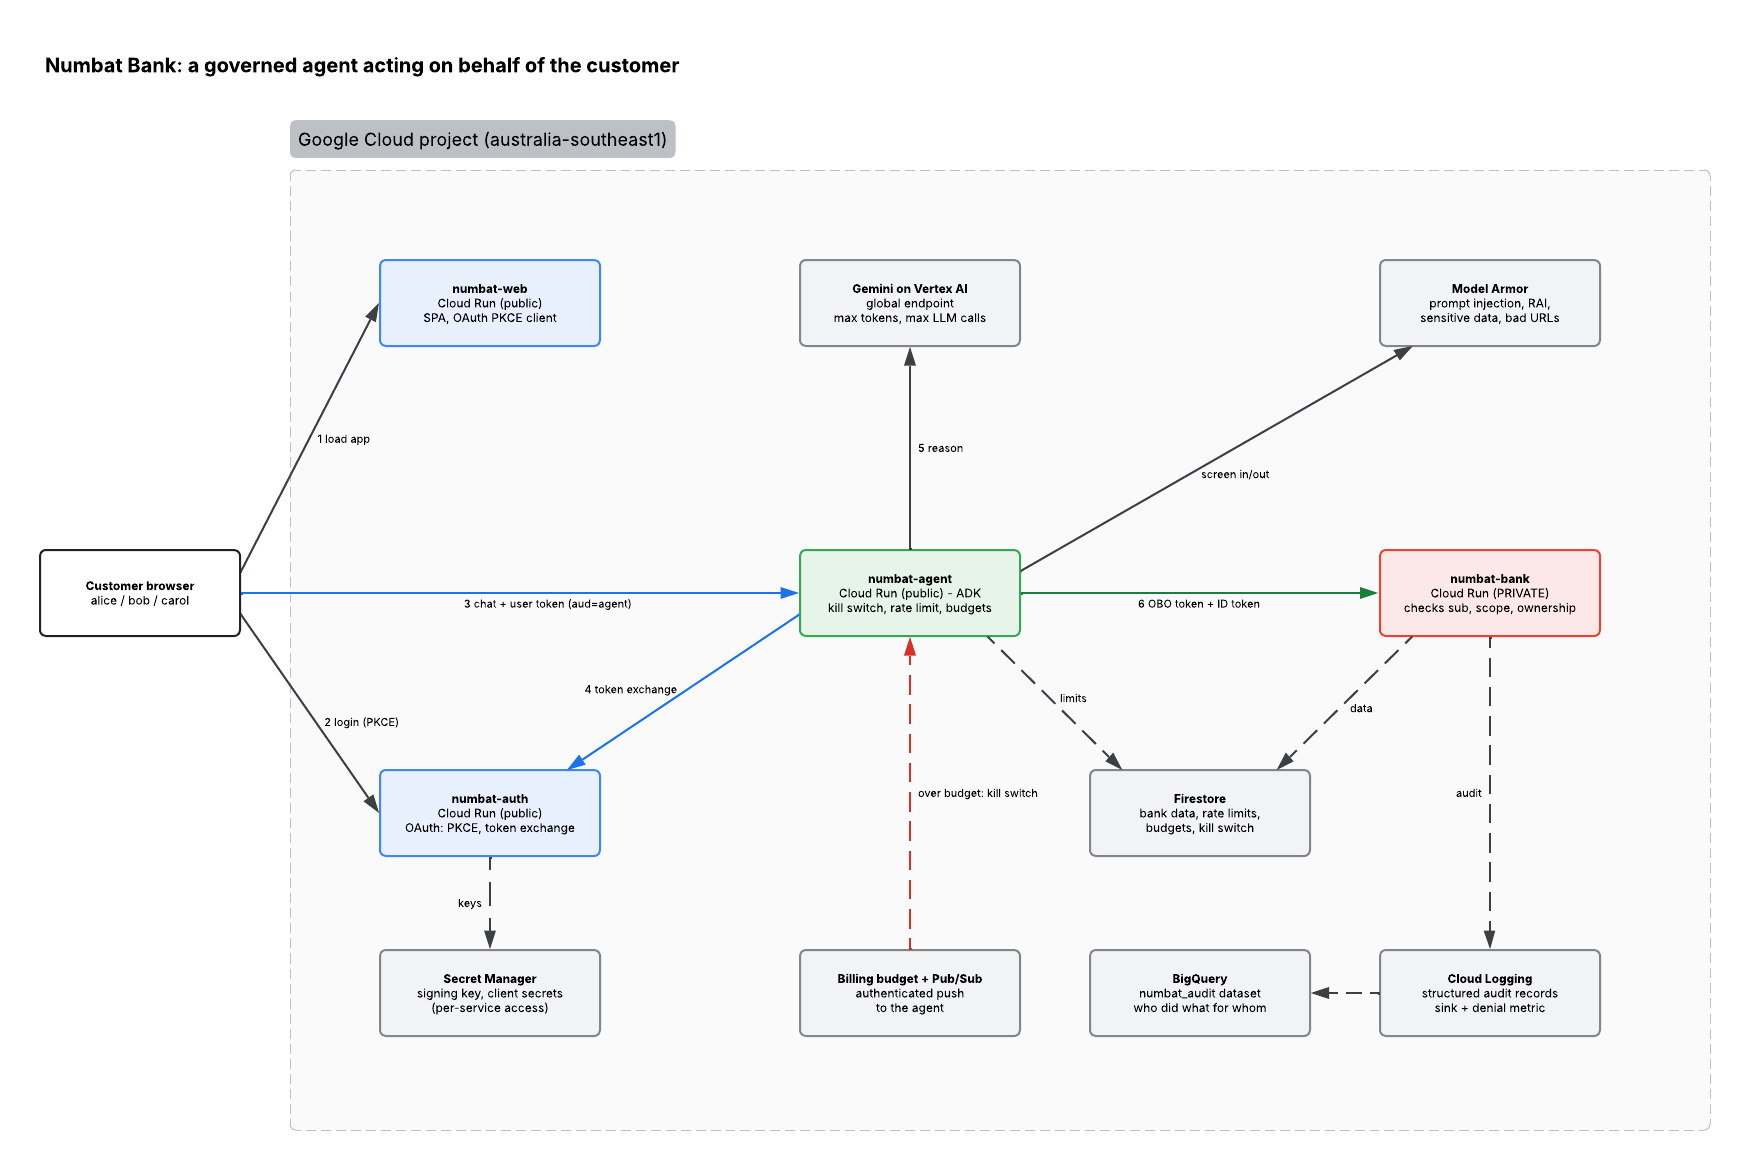 Numbat Bank: a governed agent acting on behalf of the customer
Google Cloud project (australia-southeast1)
numbat-web
Cloud Run (public)
SPA, OAuth PKCE client
Gemini on Vertex AI
global endpoint
max tokens, max LLM calls
Model Armor
prompt injection, RAI,
sensitive data, bad URLs
1 load app
5 reason
screen in/out
Customer browser
alice / bob / carol
3 chat + user token (aud=agent)
numbat-agent
Cloud Run (public) - ADK
kill switch, rate limit, budgets
6 OBO token + ID token
numbat-bank
Cloud Run (PRIVATE)
checks sub, scope, ownership
4 token exchange
limits
data
2 login (PKCE)
numbat-auth
Cloud Run (public)
OAuth: PKCE, token exchange
over budget: kill switch
Firestore
bank data, rate limits,
budgets, kill switch
audit
keys
Secret Manager
signing key, client secrets
(per-service access)
Billing budget + Pub/Sub
authenticated push
to the agent
BigQuery
numbat_audit dataset
who did what for whom
Cloud Logging
structured audit records
sink + denial metric